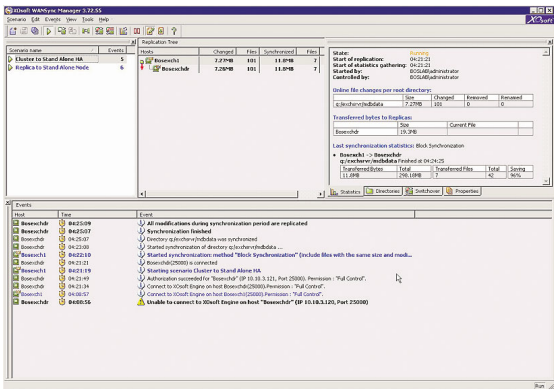 XOsoft WANSync Manager 3.72.55
Scenario Edit Events View Tools Help
XOsoft
Scenario name Events
Cluster to Stand Alone HA 5
Replica to Stand Alone Node 6
Replication Tree
Hosts Changed Files Synchronized Files
Bosexch1 7.27MB 101 11.8MB 7
Bosexchdr 7.26MB 101 11.8MB 7
State: Running
Start of replication: 04:21:21
Start of statistics gathering: 04:21:21
Started by: BOSLAB\administrator
Controlled by: BOSLAB\administrator
Online file changes per root directory:
Size Changed Removed Renamed
q:/exchsrvr/mdbdata 7.27MB 101 0 0
Transferred bytes to Replicas:
Size Current File
Bosexchdr 19.3MB
Last synchronization statistics: Block Synchronization
Bosexch1 -> Bosexchdr
q:/exchsrvr/mdbdata Finished at 04:24:25
Transferred Bytes Total Transferred Files Total Saving
11.8MB 298.18MB 7 42 96%
Statistics Directories Switchover Properties
Events
Host Time Event
Bosexchdr 04:25:09 All modifications during synchronization period are replicated
Bosexchdr 04:25:07 Synchronization finished
Bosexchdr 04:25:07 Directory q:/exchsrvr/mdbdata was synchronized
Bosexchdr 04:23:08 Started synchronization of directory q:/exchsrvr/mdbdata ...
Bosexch1 04:22:10 Started synchronization: method "Block Synchronization" (include files with the same size and modi...
Bosexchdr 04:21:21 Bosexchdr(25000) is connected
Bosexch1 04:21:19 Starting scenario Cluster to Stand Alone HA
Bosexchdr 04:21:49 Authorization succeeded for "Bosexchdr" (IP 10.10.3.121, Port 25000). Permission : "Full Control".
Bosexchdr 04:21:34 Connect to XOsoft Engine on host Bosexchdr(25000).Permission : "Full Control".
Bosexch1 04:08:57 Connect to XOsoft Engine on host Bosexch1(25000).Permission : "Full Control".
Bosexchdr 04:08:56 Unable to connect to XOsoft Engine on host "Bosexchdr" (IP 10.10.3.120, Port 25000)
Run